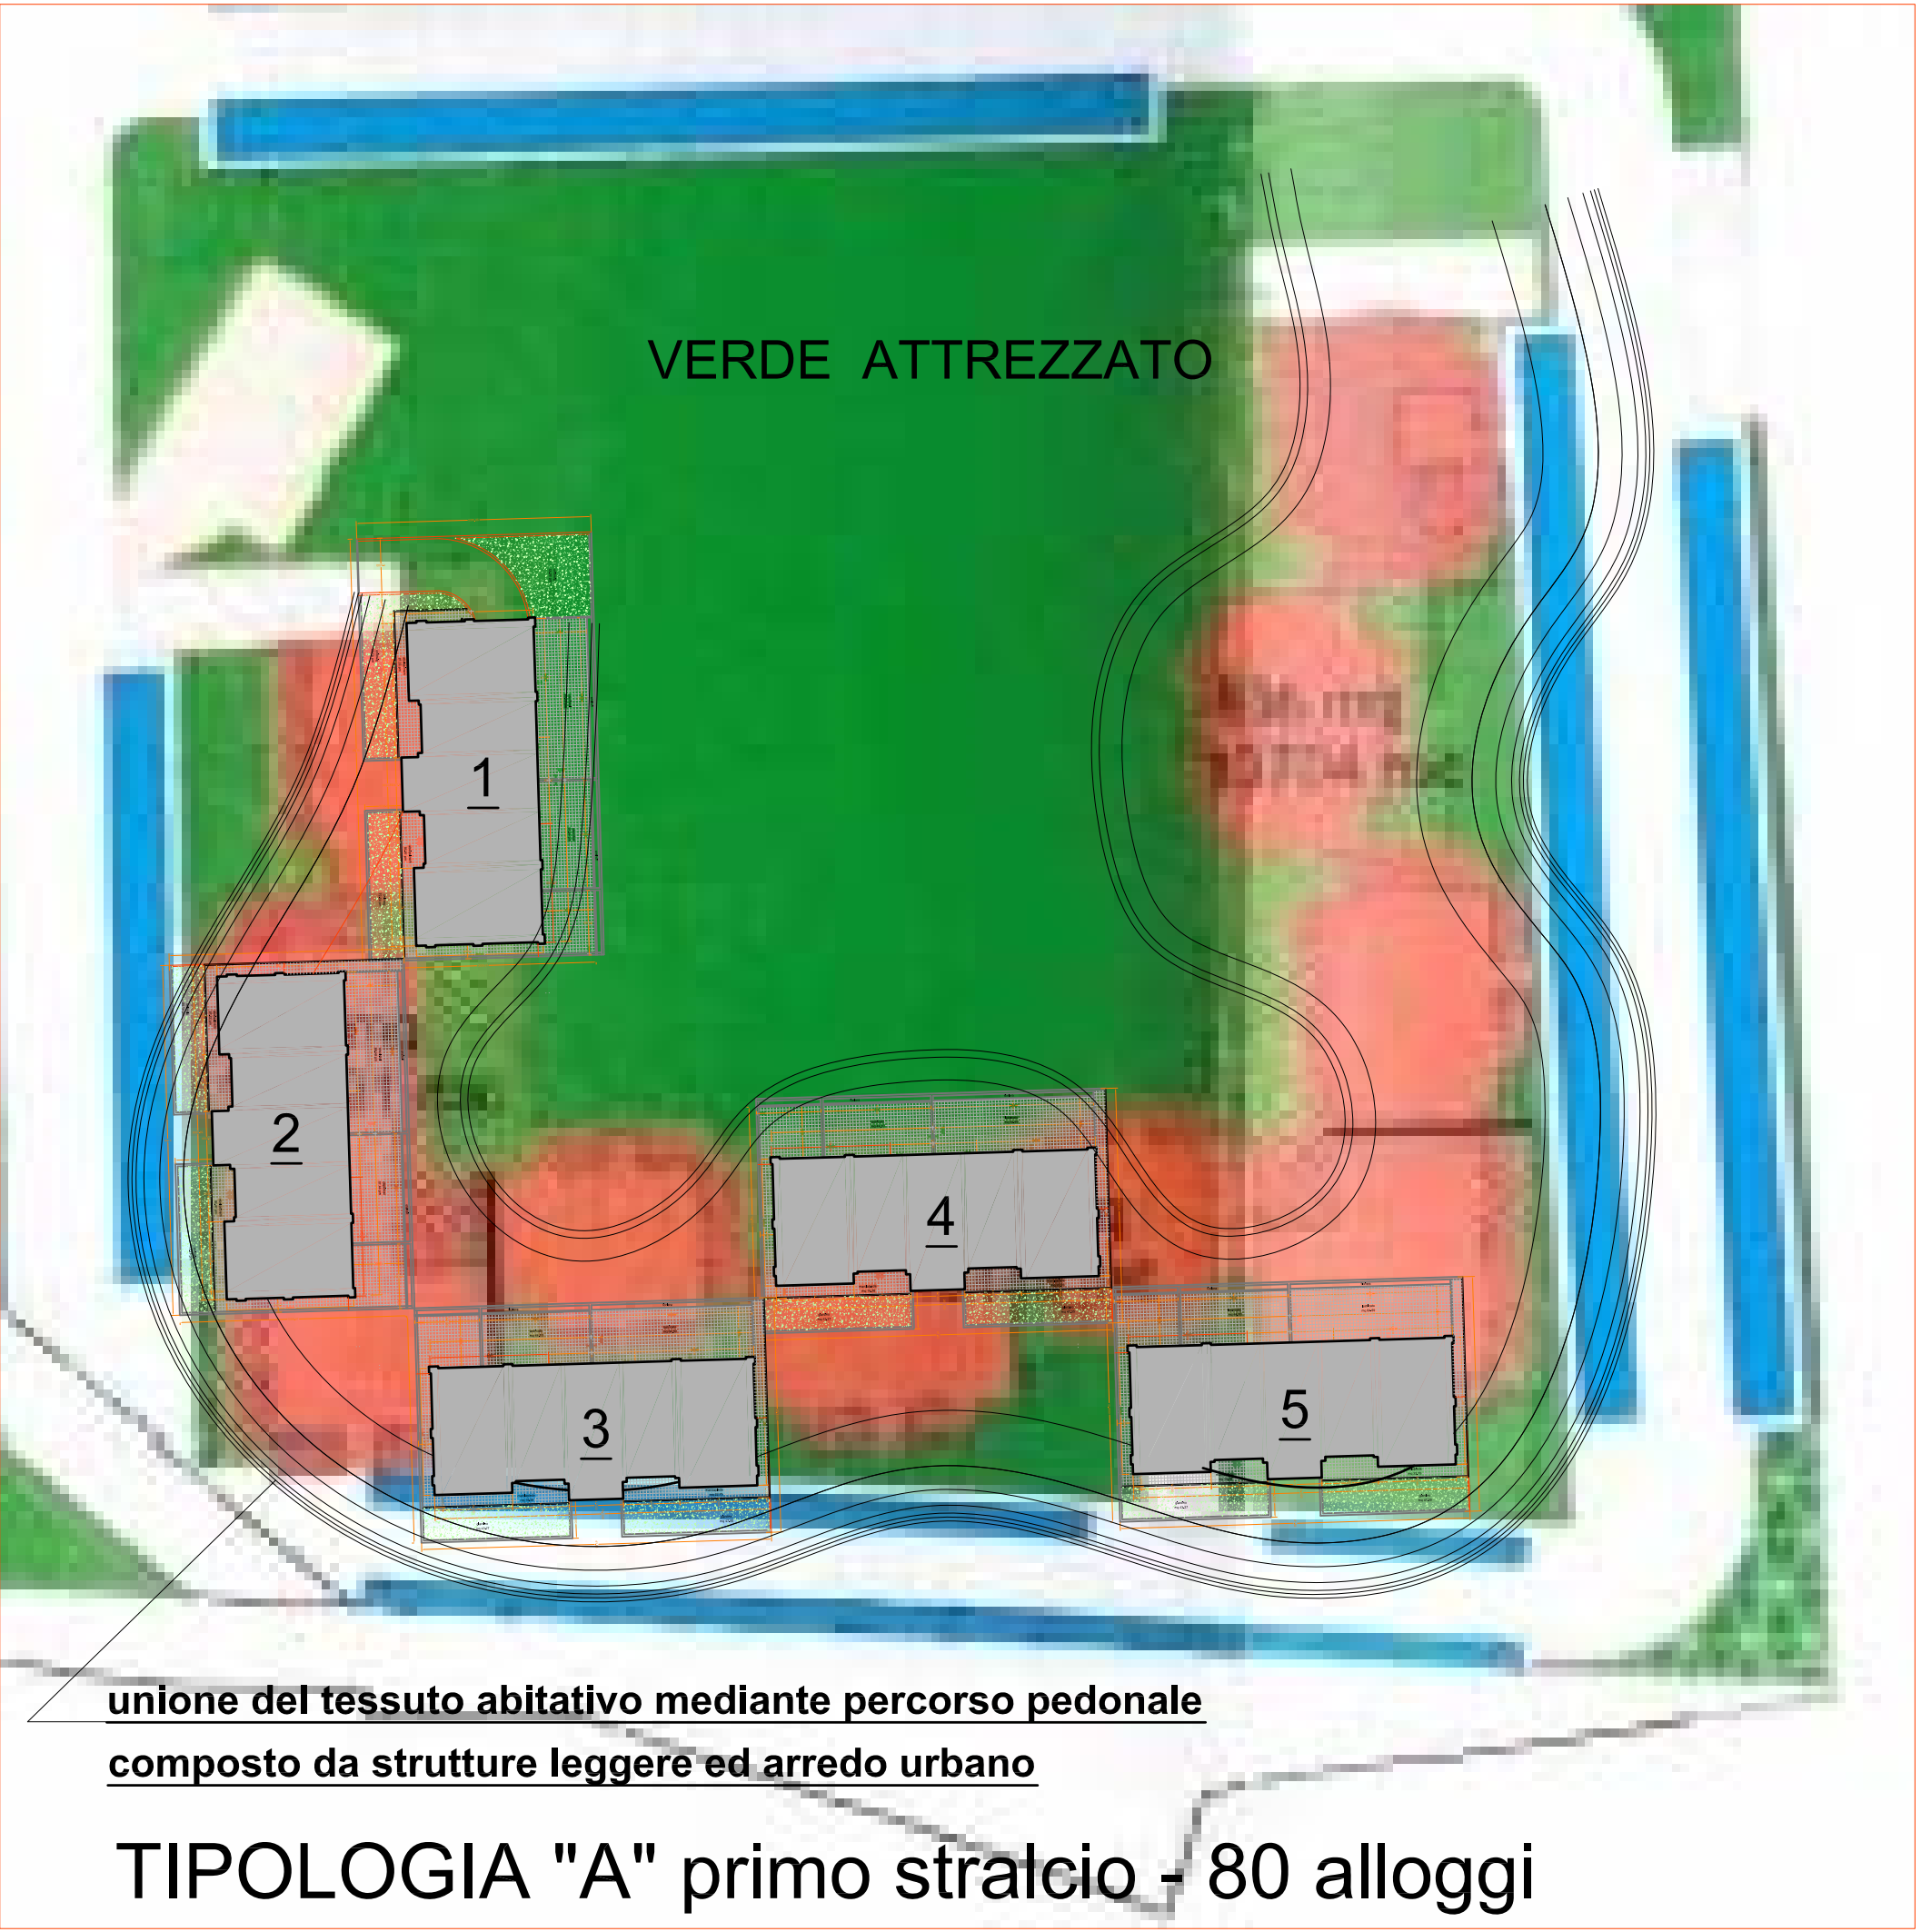 VERDE ATTREZZATO
1
2
4
5
3
unione del tessuto abitativo mediante percorso pedonale
composto da strutture leggere ed arredo urbano
TIPOLOGIA "A" primo stralcio - 80 alloggi